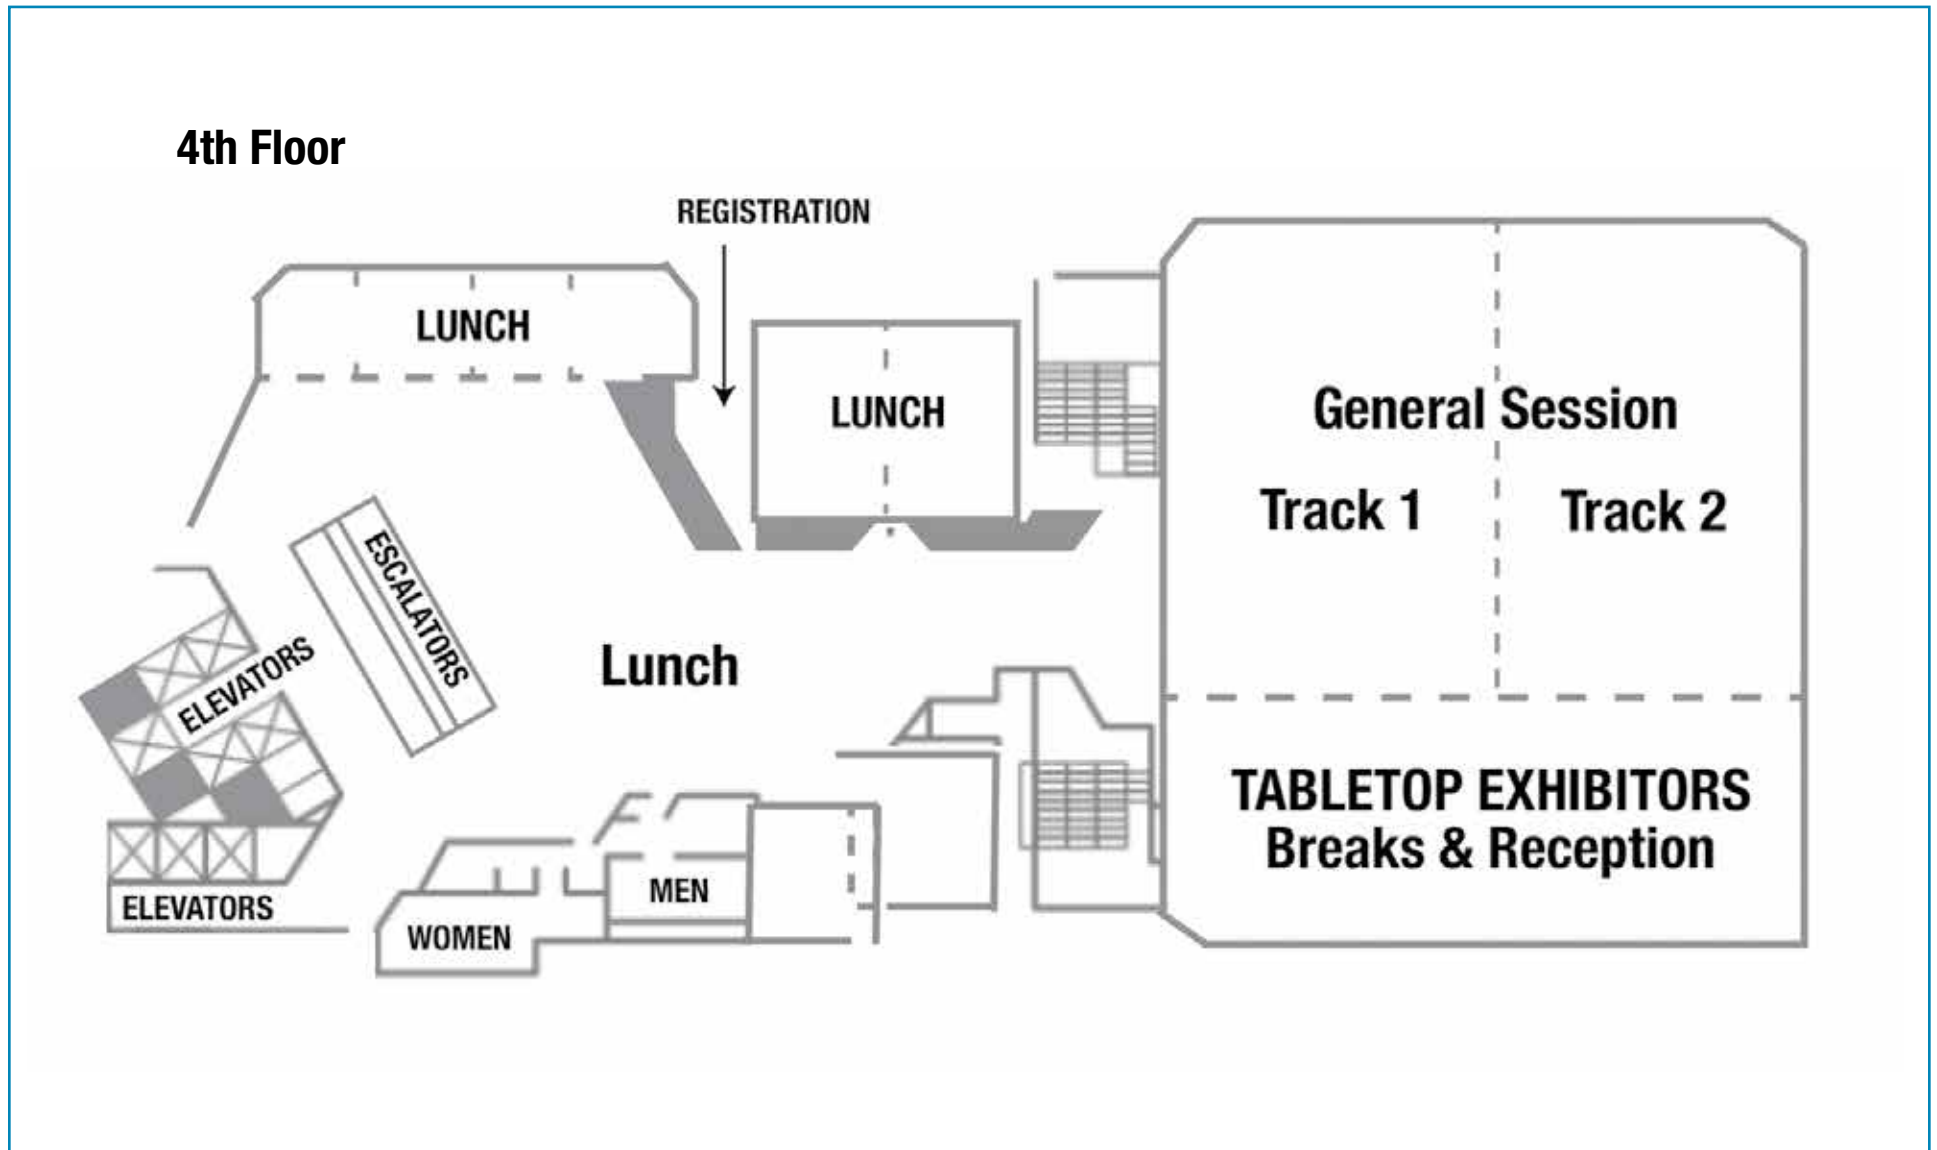 4th Floor
REGISTRATION
LUNCH
LUNCH
General Session
Track 1
Track 2
ESCALATORS
ELEVATORS
Lunch
TABLETOP EXHIBITORS
Breaks & Reception
MEN
ELEVATORS
WOMEN